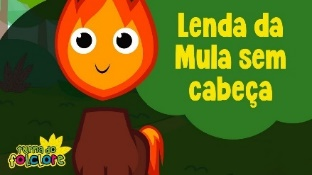 Lenda da
Mula sem
cabeça
TURMA DO
folclore